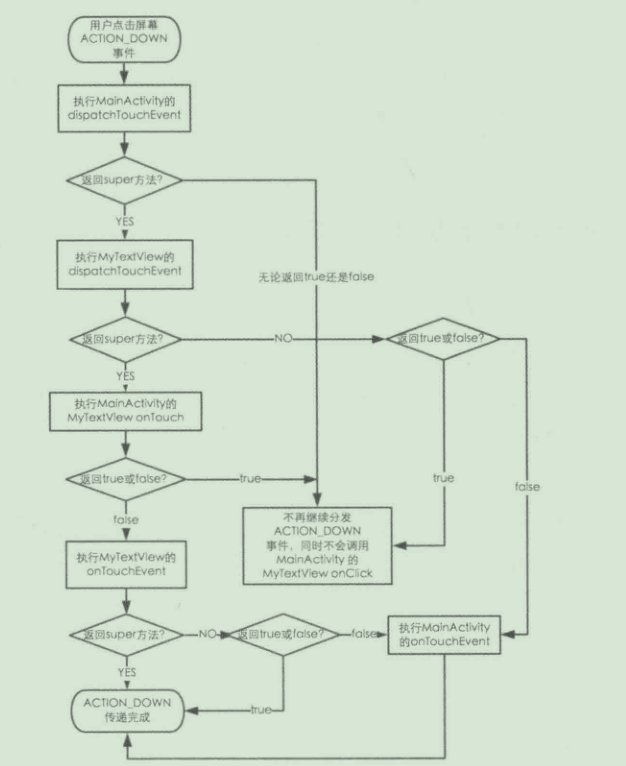 用户点击屏幕
ACTION_DOWN
事件
执行MainActivity的
dispatchTouchEvent
返回super方法?
YES
执行MyTextView的
dispatchTouchEvent
无论返回true还是false
返回super方法?
NO
返回true或false?
YES
执行MainActivity的
MyTextView onTouch
返回true或false?
true
true
false
false
不再继续分发
ACTION_DOWN
事件，同时不会调用
MainActivity 的
MyTextView onClick
执行MyTextView的
onTouchEvent
返回super方法?
NO
返回true或false?
false
执行MainActivity
的onTouchEvent
YES
ACTION_DOWN
传递完成
true